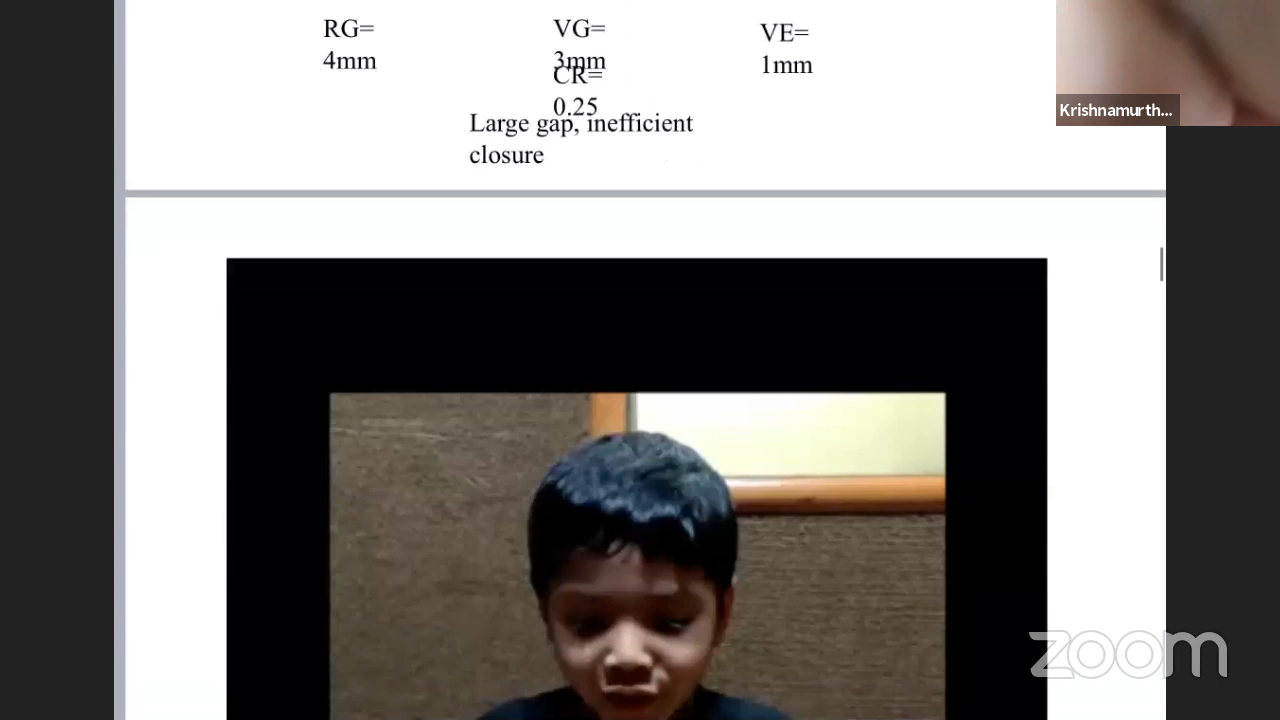 RG=
4mm
VG=
3mm
CR=
0.25
VE=
1mm
Large gap, inefficient
closure
Krishnamurth...
zoom